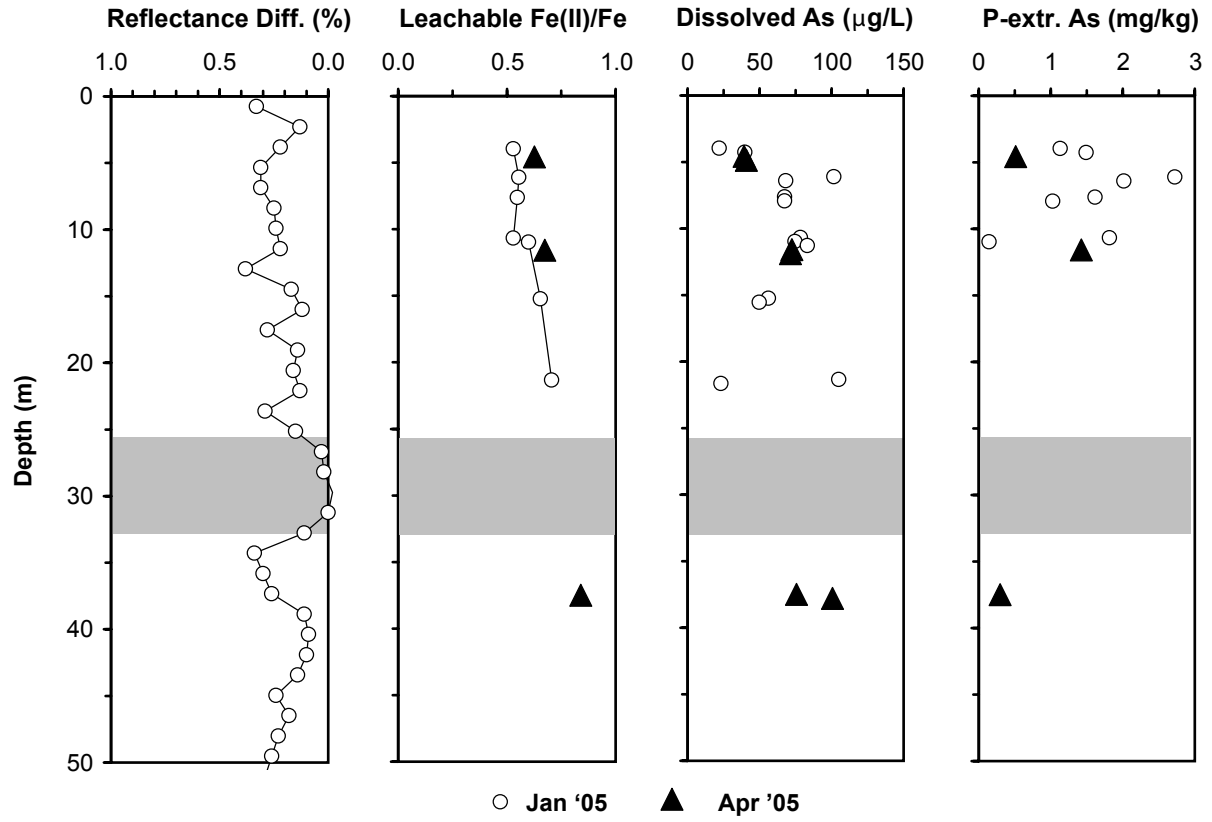 Reflectance Diff. (%) Leachable Fe(II)/Fe Dissolved As (μg/L) P-extr. As (mg/kg)
1.0 0.5 0.0 0.0 0.5 1.0 0 50 100 150 0 1 2 3
0
10
20
30
40
50
Depth (m)
Jan ‘05 Apr ’05